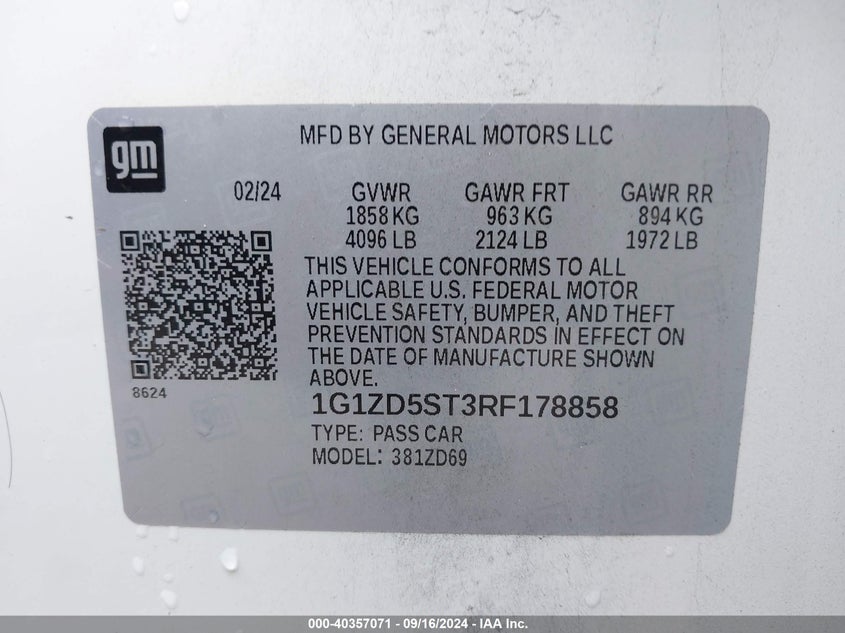 gm
MFD BY GENERAL MOTORS LLC
02/24 GVWR GAWR FRT GAWR RR
1858 KG 963 KG 894 KG
4096 LB 2124 LB 1972 LB
THIS VEHICLE CONFORMS TO ALL
APPLICABLE U.S. FEDERAL MOTOR
VEHICLE SAFETY, BUMPER, AND THEFT
PREVENTION STANDARDS IN EFFECT ON
THE DATE OF MANUFACTURE SHOWN
ABOVE.
8624
1G1ZD5ST3RF178858
TYPE: PASS CAR
MODEL: 381ZD69
000-40357071 - 09/16/2024 - IAA Inc.